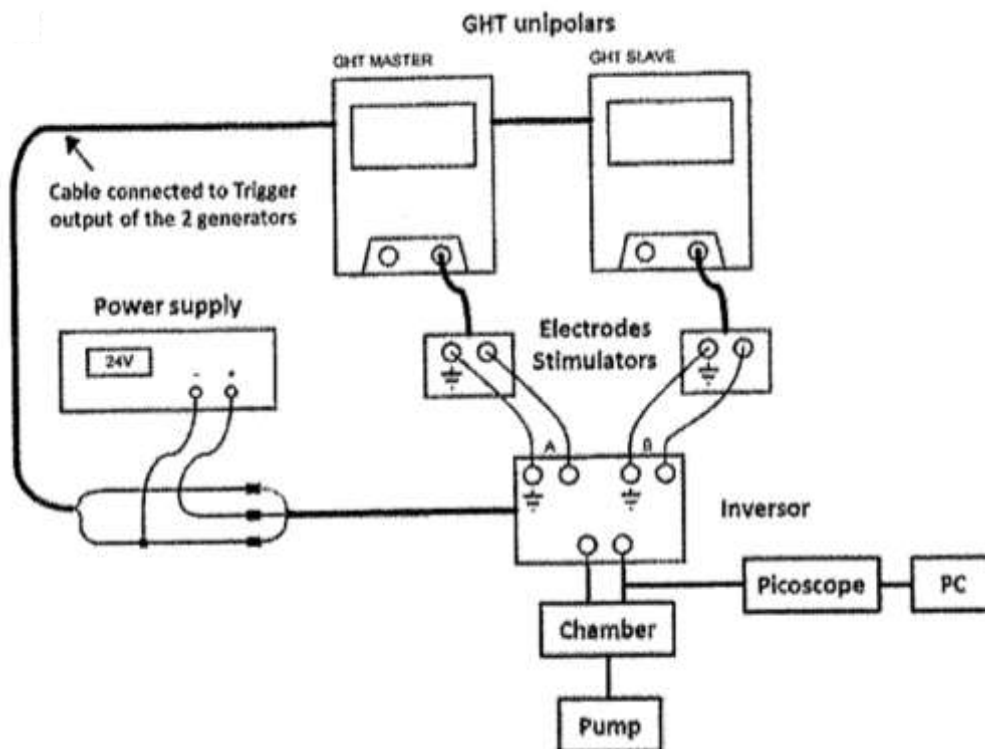 GHT unipolars
GHT MASTER
GHT SLAVE
Cable connected to Trigger
output of the 2 generators
Power supply
24V
- +
Electrodes
Stimulators
A
B
Inversor
Picoscope
PC
Chamber
Pump